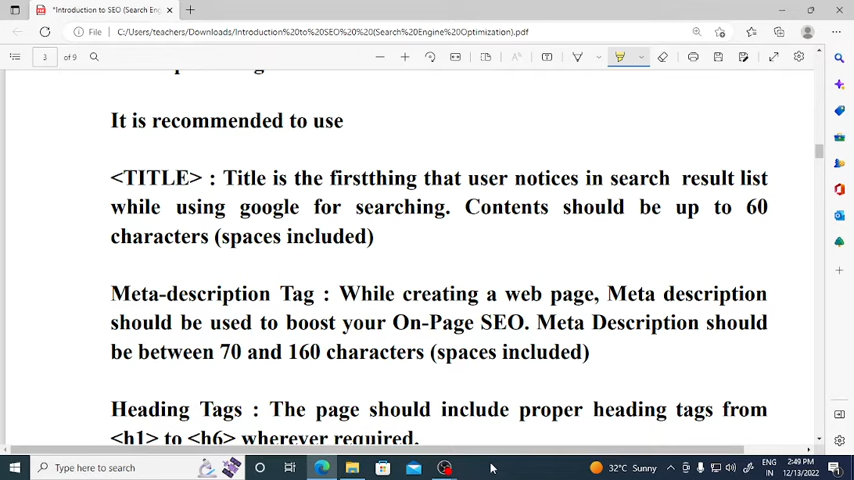 *Introduction to SEO (Search Eng
File
C:/Users/teachers/Downloads/Introduction%20to%20SEO%20%20(Search%20Engine%20Optimization).pdf
3 of 9
It is recommended to use
<TITLE> : Title is the firstthing that user notices in search result list
while using google for searching. Contents should be up to 60
characters (spaces included)
Meta-description Tag : While creating a web page, Meta description
should be used to boost your On-Page SEO. Meta Description should
be between 70 and 160 characters (spaces included)
Heading Tags : The page should include proper heading tags from
<h1> to <h6> wherever required.
Type here to search
32°C Sunny
ENG
IN
2:49 PM
12/13/2022